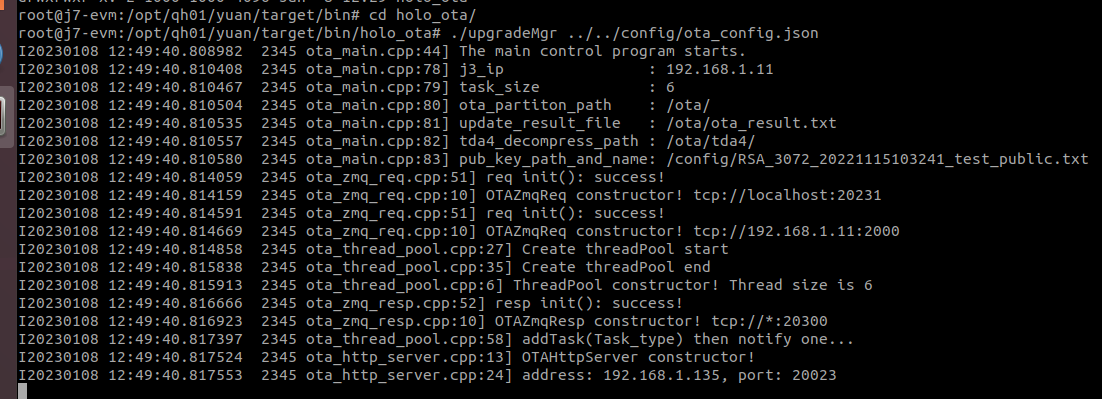 root@j7-evm:/opt/qh01/yuan/target/bin# cd holo_ota/
root@j7-evm:/opt/qh01/yuan/target/bin/holo_ota# ./upgradeMgr ../../config/ota_config.json
I20230108 12:49:40.808982  2345 ota_main.cpp:44] The main control program starts.
I20230108 12:49:40.810408  2345 ota_main.cpp:78] j3_ip                : 192.168.1.11
I20230108 12:49:40.810467  2345 ota_main.cpp:79] task_size            : 6
I20230108 12:49:40.810504  2345 ota_main.cpp:80] ota_partiton_path    : /ota/
I20230108 12:49:40.810535  2345 ota_main.cpp:81] update_result_file   : /ota/ota_result.txt
I20230108 12:49:40.810557  2345 ota_main.cpp:82] tda4_decompress_path : /ota/tda4/
I20230108 12:49:40.810580  2345 ota_main.cpp:83] pub_key_path_and_name: /config/RSA_3072_20221115103241_test_public.txt
I20230108 12:49:40.814059  2345 ota_zmq_req.cpp:51] req init(): success!
I20230108 12:49:40.814159  2345 ota_zmq_req.cpp:10] OTAZmqReq constructor! tcp://localhost:20231
I20230108 12:49:40.814591  2345 ota_zmq_req.cpp:51] req init(): success!
I20230108 12:49:40.814669  2345 ota_zmq_req.cpp:10] OTAZmqReq constructor! tcp://192.168.1.11:2000
I20230108 12:49:40.814858  2345 ota_thread_pool.cpp:27] Create threadPool start
I20230108 12:49:40.815838  2345 ota_thread_pool.cpp:35] Create threadPool end
I20230108 12:49:40.815913  2345 ota_thread_pool.cpp:6] ThreadPool constructor! Thread size is 6
I20230108 12:49:40.816666  2345 ota_zmq_resp.cpp:52] resp init(): success!
I20230108 12:49:40.816923  2345 ota_zmq_resp.cpp:10] OTAZmqResp constructor! tcp://*:20300
I20230108 12:49:40.817397  2345 ota_thread_pool.cpp:58] addTask(Task_type) then notify one...
I20230108 12:49:40.817524  2345 ota_http_server.cpp:13] OTAHttpServer constructor!
I20230108 12:49:40.817553  2345 ota_http_server.cpp:24] address: 192.168.1.135, port: 20023